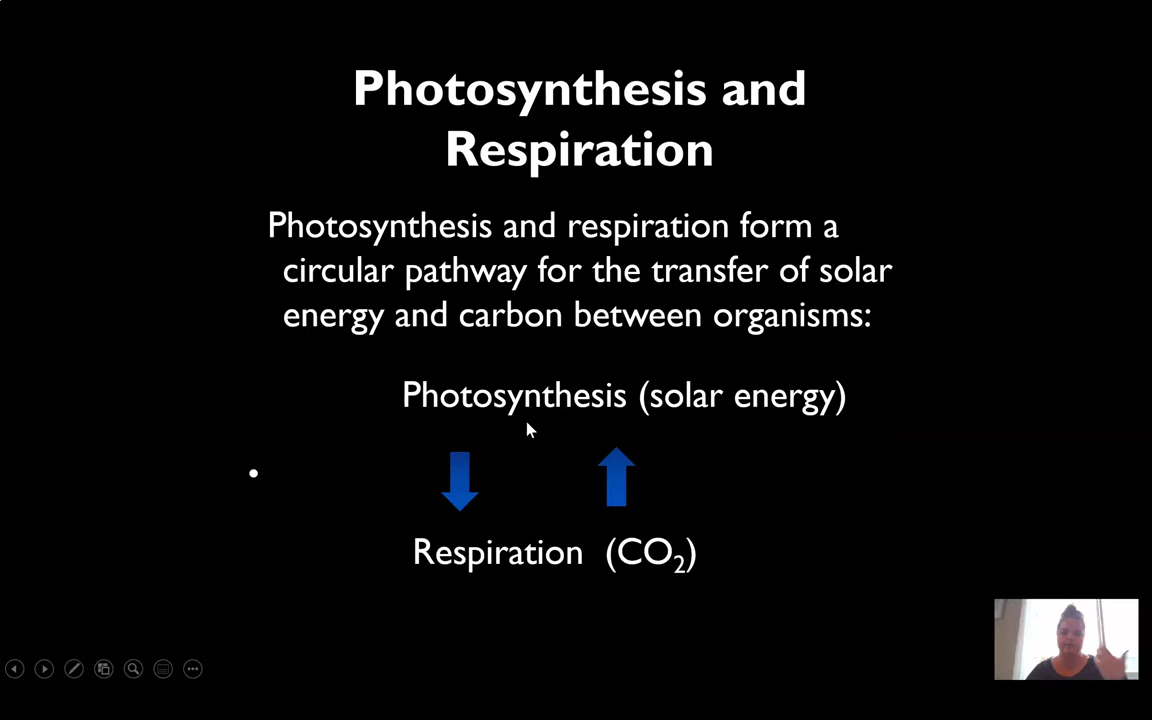 Photosynthesis and
Respiration
Photosynthesis and respiration form a
circular pathway for the transfer of solar
energy and carbon between organisms:
Photosynthesis (solar energy)
•
Respiration (CO₂)